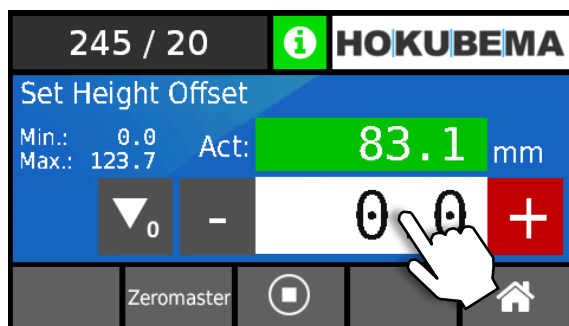 245 / 20 i HOKUBEMA
Set Height Offset
Min.: 0.0
Max.: 123.7
Act: 83.1 mm
0 - 0.0 +
Zeromaster